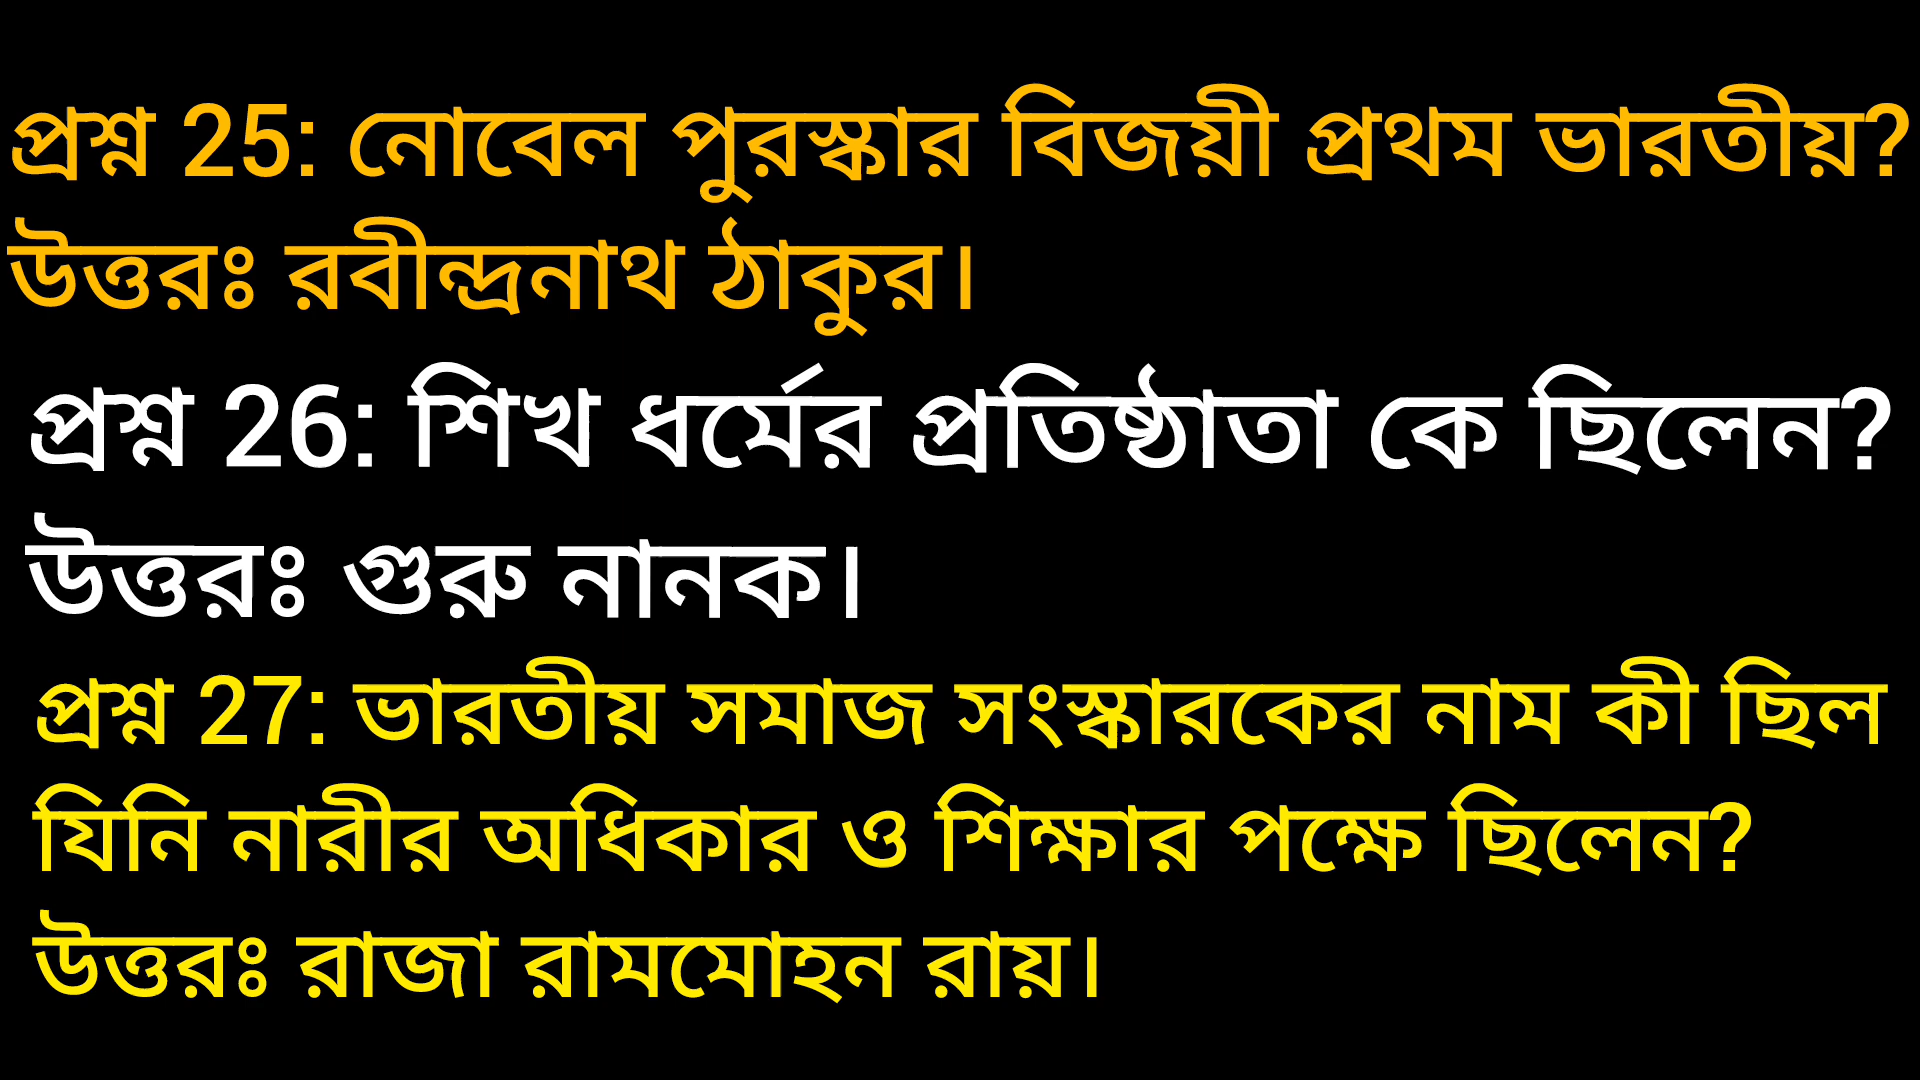 প্রশ্ন 25: নোবেল পুরস্কার বিজয়ী প্রথম ভারতীয়?
উত্তরঃ রবীন্দ্রনাথ ঠাকুর।
প্রশ্ন 26: শিখ ধর্মের প্রতিষ্ঠাতা কে ছিলেন?
উত্তরঃ গুরু নানক।
প্রশ্ন 27: ভারতীয় সমাজ সংস্কারকের নাম কী ছিল
যিনি নারীর অধিকার ও শিক্ষার পক্ষে ছিলেন?
উত্তরঃ রাজা রামমোহন রায়।